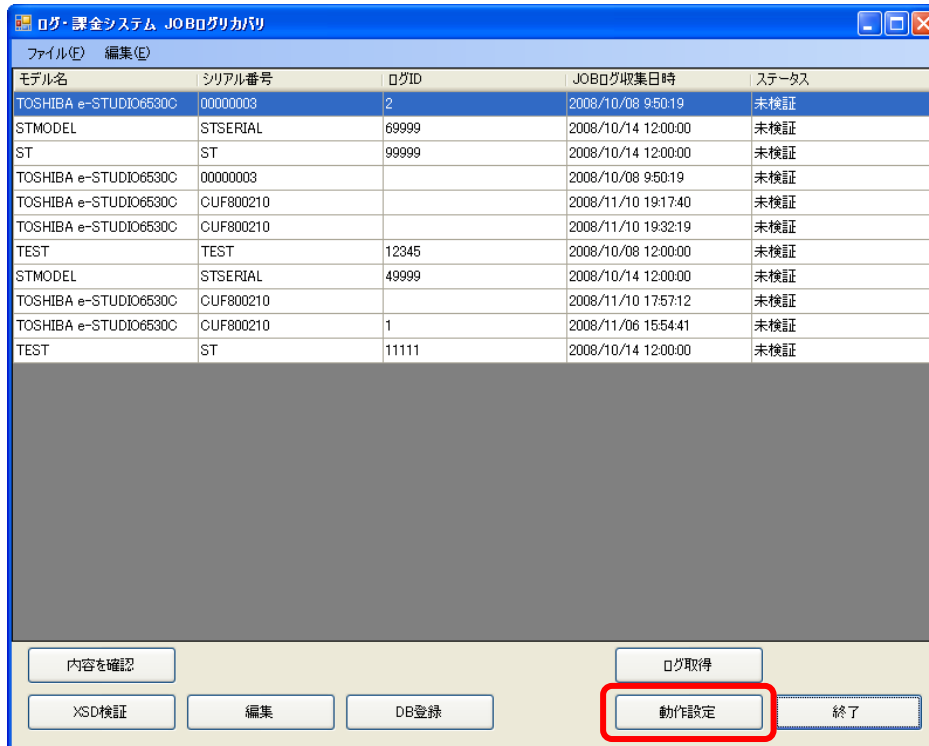 ログ・課金システム JOBログリカバリ
ファイル(F) 編集(E)
モデル名 シリアル番号 ログID JOBログ収集日時 ステータス
TOSHIBA e-STUDIO6530C 00000003 2 2008/10/08 9:50:19 未検証
STMODEL STSERIAL 69999 2008/10/14 12:00:00 未検証
ST ST 99999 2008/10/14 12:00:00 未検証
TOSHIBA e-STUDIO6530C 00000003 2008/10/08 9:50:19 未検証
TOSHIBA e-STUDIO6530C CUF800210 2008/11/10 19:17:40 未検証
TOSHIBA e-STUDIO6530C CUF800210 2008/11/10 19:32:19 未検証
TEST TEST 12345 2008/10/08 12:00:00 未検証
STMODEL STSERIAL 49999 2008/10/14 12:00:00 未検証
TOSHIBA e-STUDIO6530C CUF800210 2008/11/10 17:57:12 未検証
TOSHIBA e-STUDIO6530C CUF800210 1 2008/11/06 15:54:41 未検証
TEST ST 11111 2008/10/14 12:00:00 未検証
内容を確認 ログ取得
XSD検証 編集 DB登録 動作設定 終了